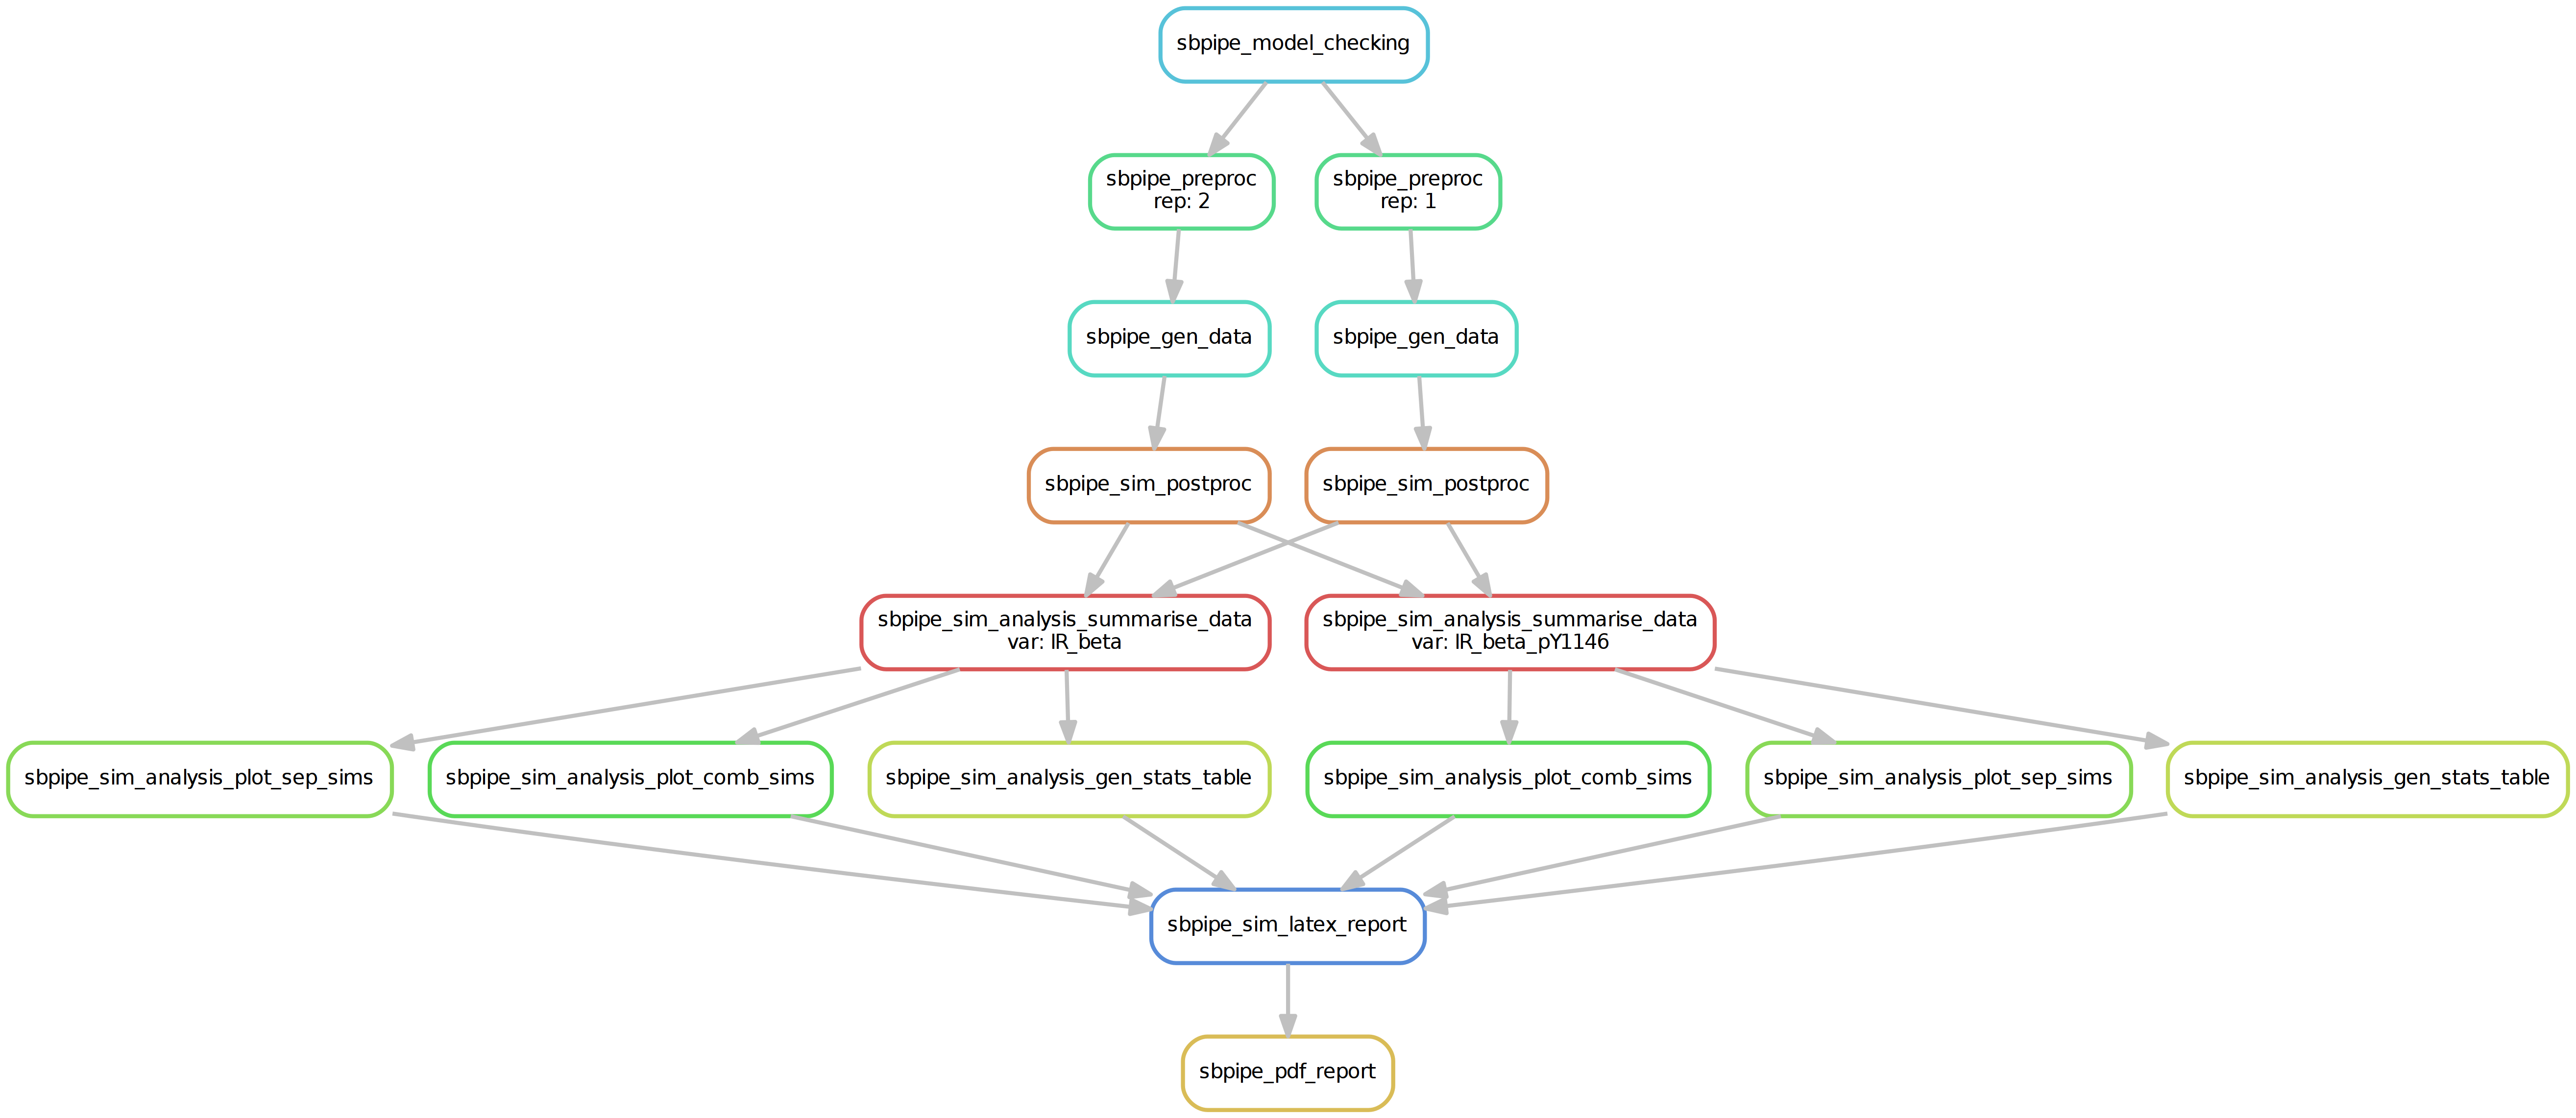 sbpipe_model_checking
sbpipe_preproc
rep: 2
sbpipe_preproc
rep: 1
sbpipe_gen_data
sbpipe_gen_data
sbpipe_sim_postproc
sbpipe_sim_postproc
sbpipe_sim_analysis_summarise_data
var: IR_beta
sbpipe_sim_analysis_summarise_data
var: IR_beta_pY1146
sbpipe_sim_analysis_plot_sep_sims
sbpipe_sim_analysis_plot_comb_sims
sbpipe_sim_analysis_gen_stats_table
sbpipe_sim_analysis_plot_comb_sims
sbpipe_sim_analysis_plot_sep_sims
sbpipe_sim_analysis_gen_stats_table
sbpipe_sim_latex_report
sbpipe_pdf_report